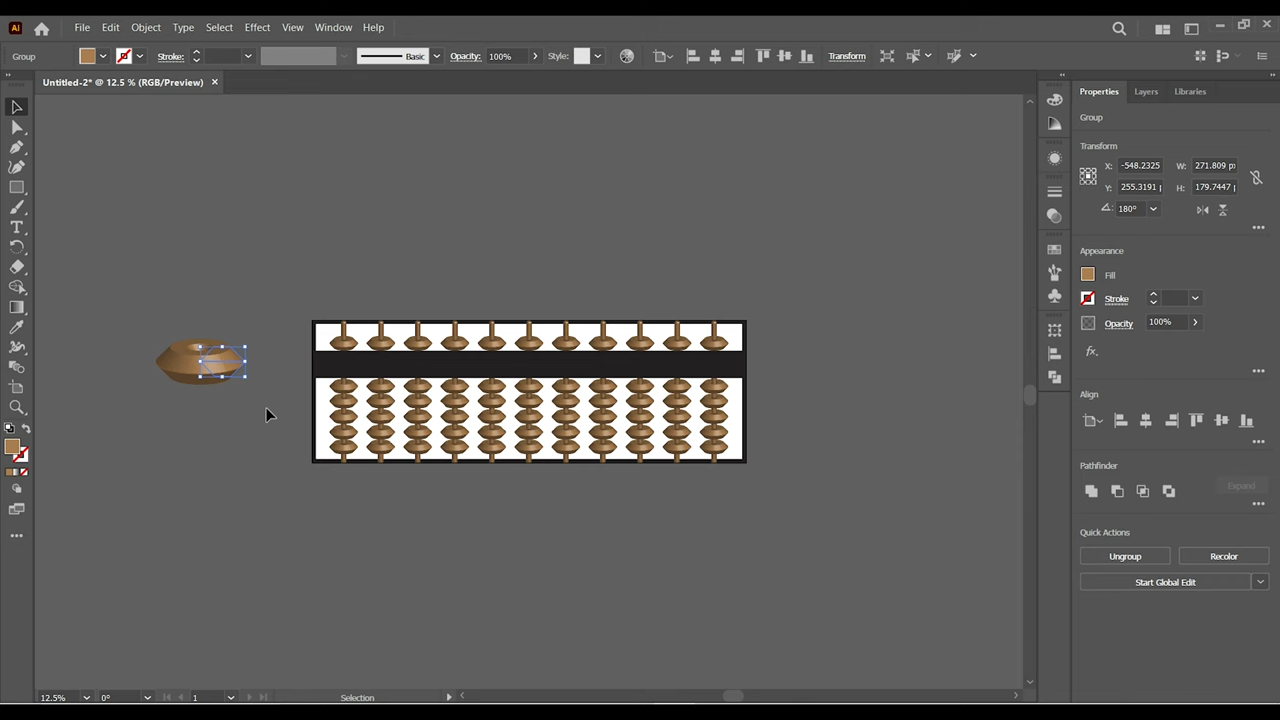 Ai File Edit Object Type Select Effect View Window Help
Group Stroke: Basic Opacity: 100% Style: Transform
Untitled-2* @ 12.5 % (RGB/Preview)
Properties Layers Libraries
Group
Transform
X: -548.2325 W: 271.809 px
Y: 255.3191 H: 179.7447
180°
Appearance
Fill
Stroke
Opacity 100%
fx
Align
Pathfinder
Expand
Quick Actions
Ungroup Recolor
Start Global Edit
12.5% 0° 1 Selection